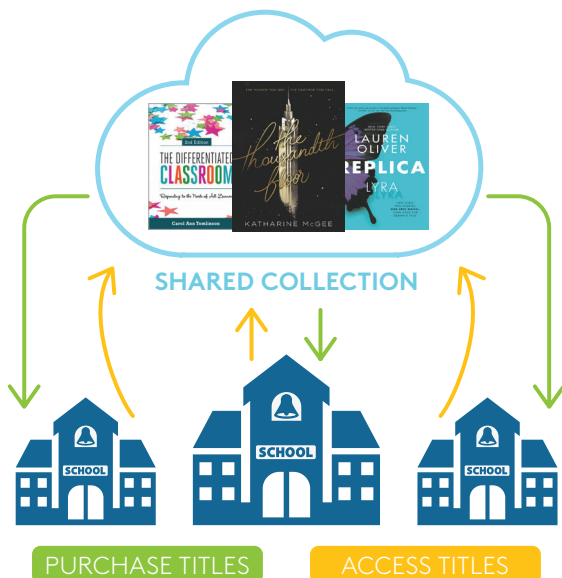 2nd Edition
THE DIFFERENTIATED
CLASSROOM
Responding to the Needs of All Learners
Carol Ann Tomlinson
the
thousandth
floor
KATHARINE McGEE
LAUREN
OLIVER
REPLICA
LYRA
LYRA
SHARED COLLECTION
SCHOOL
SCHOOL
SCHOOL
PURCHASE TITLES
ACCESS TITLES